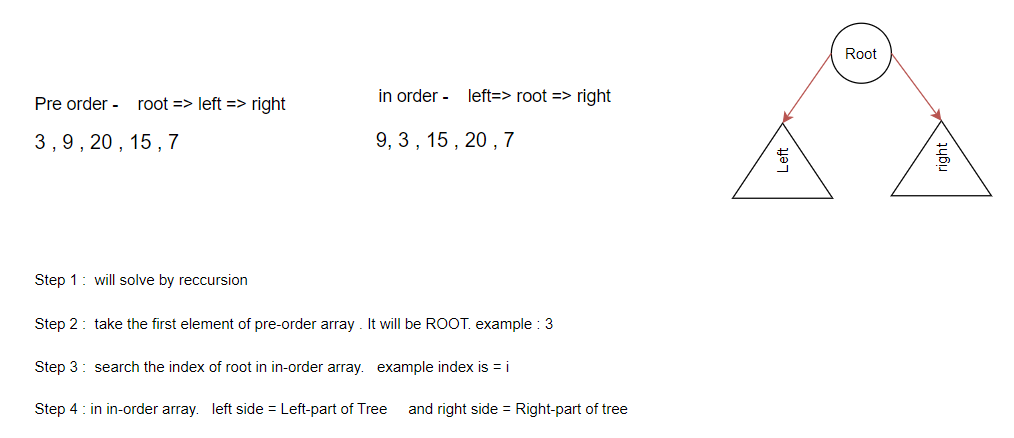 Pre order -    root => left => right
3 , 9 , 20 , 15 , 7
in order -    left=> root => right
9, 3 , 15 , 20 , 7
Root
Left
right
Step 1 :  will solve by reccursion
Step 2 :  take the first element of pre-order array . It will be ROOT. example : 3
Step 3 :  search the index of root in in-order array.   example index is = i
Step 4 : in in-order array.   left side = Left-part of Tree     and right side = Right-part of tree